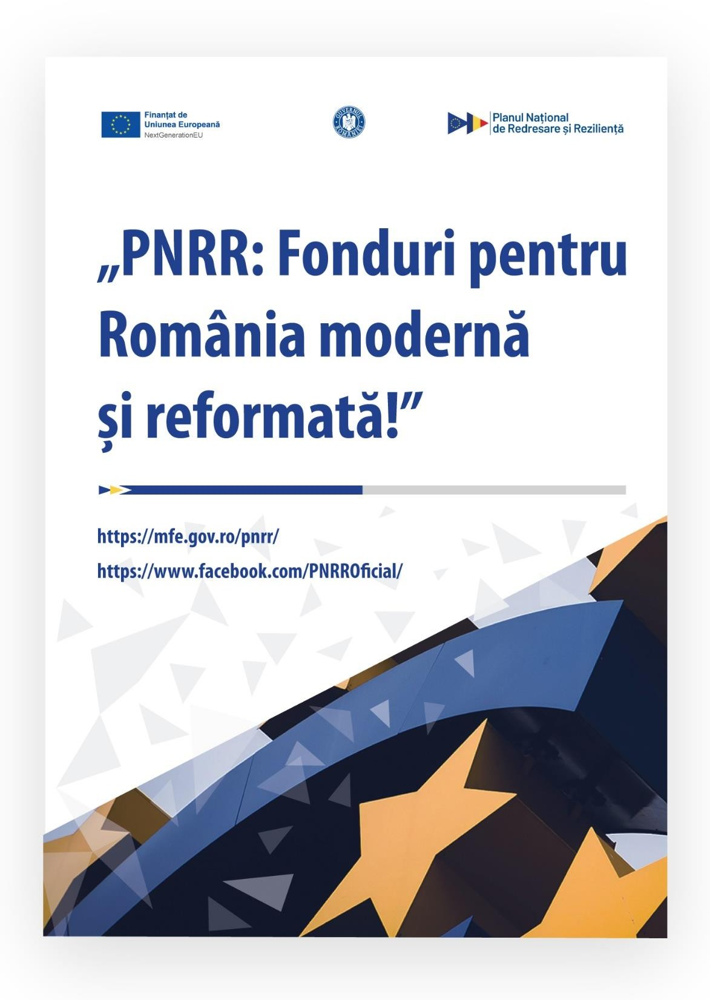 Finanțat de
Uniunea Europeană
NextGenerationEU
GUVERNUL
ROMÂNIEI
Planul Național
de Redresare și Reziliență
„PNRR: Fonduri pentru
România modernă
și reformată!”
https://mfe.gov.ro/pnrr/
https://www.facebook.com/PNRROficial/